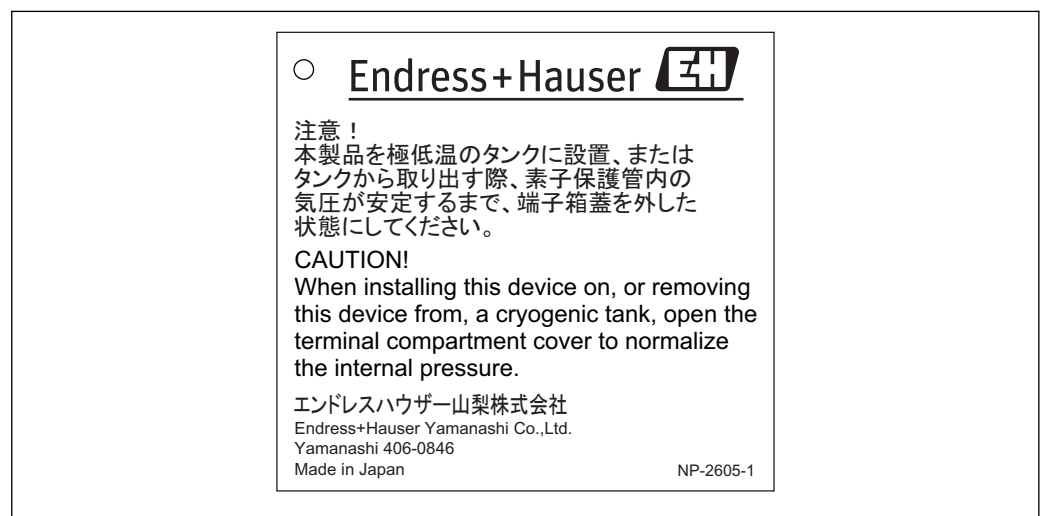 Endress+Hauser EH
注意！
本製品を極低温のタンクに設置、または
タンクから取り出す際、素子保護管内の
気圧が安定するまで、端子箱蓋を外した
状態にしてください。
CAUTION!
When installing this device on, or removing
this device from, a cryogenic tank, open the
terminal compartment cover to normalize
the internal pressure.
エンドレスハウザー山梨株式会社
Endress+Hauser Yamanashi Co.,Ltd.
Yamanashi 406-0846
Made in Japan NP-2605-1